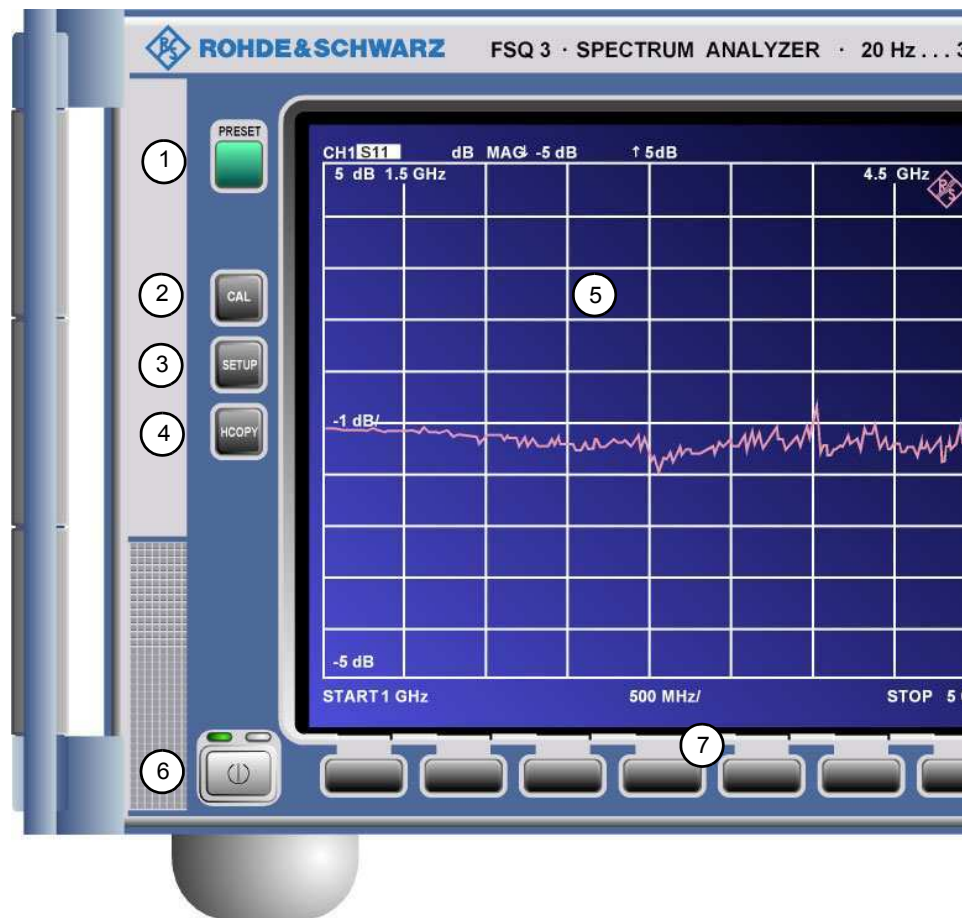 ROHDE&SCHWARZ FSQ 3 · SPECTRUM ANALYZER · 20 Hz . . . 3
PRESET
1
CH1 S11 dB MAG -5 dB ↑ 5dB
5 dB 1.5 GHz 4.5 GHz
R&S
2
CAL
5
3
SETUP
4
HCOPY
-1 dB/
-5 dB
START 1 GHz 500 MHz/ STOP 5
6
7